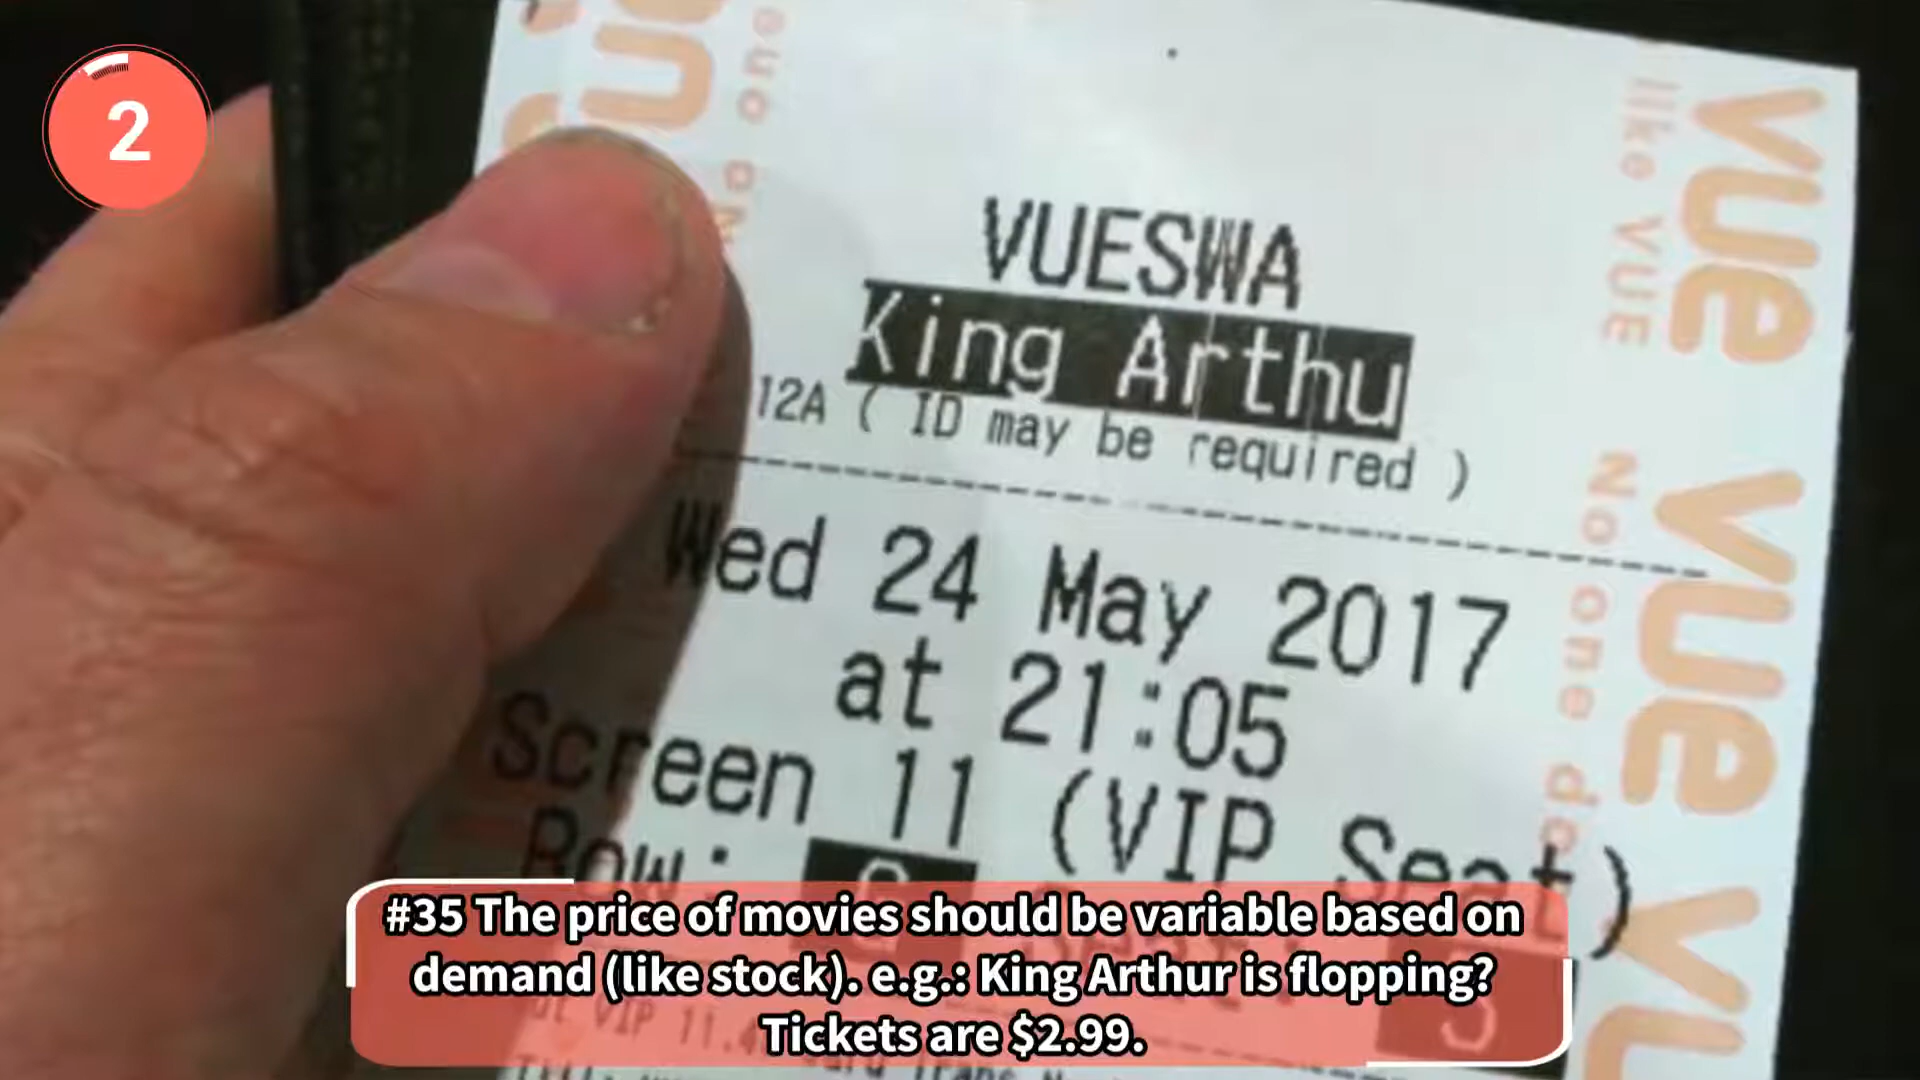 2
VUESWA
King Arthu
12A ( ID may be required )
Wed 24 May 2017
at 21:05
Screen 11 (VIP Seat)
Row:
vue
like VUE
vue
No one do
#35 The price of movies should be variable based on
demand (like stock). e.g.: King Arthur is flopping?
Tickets are $2.99.